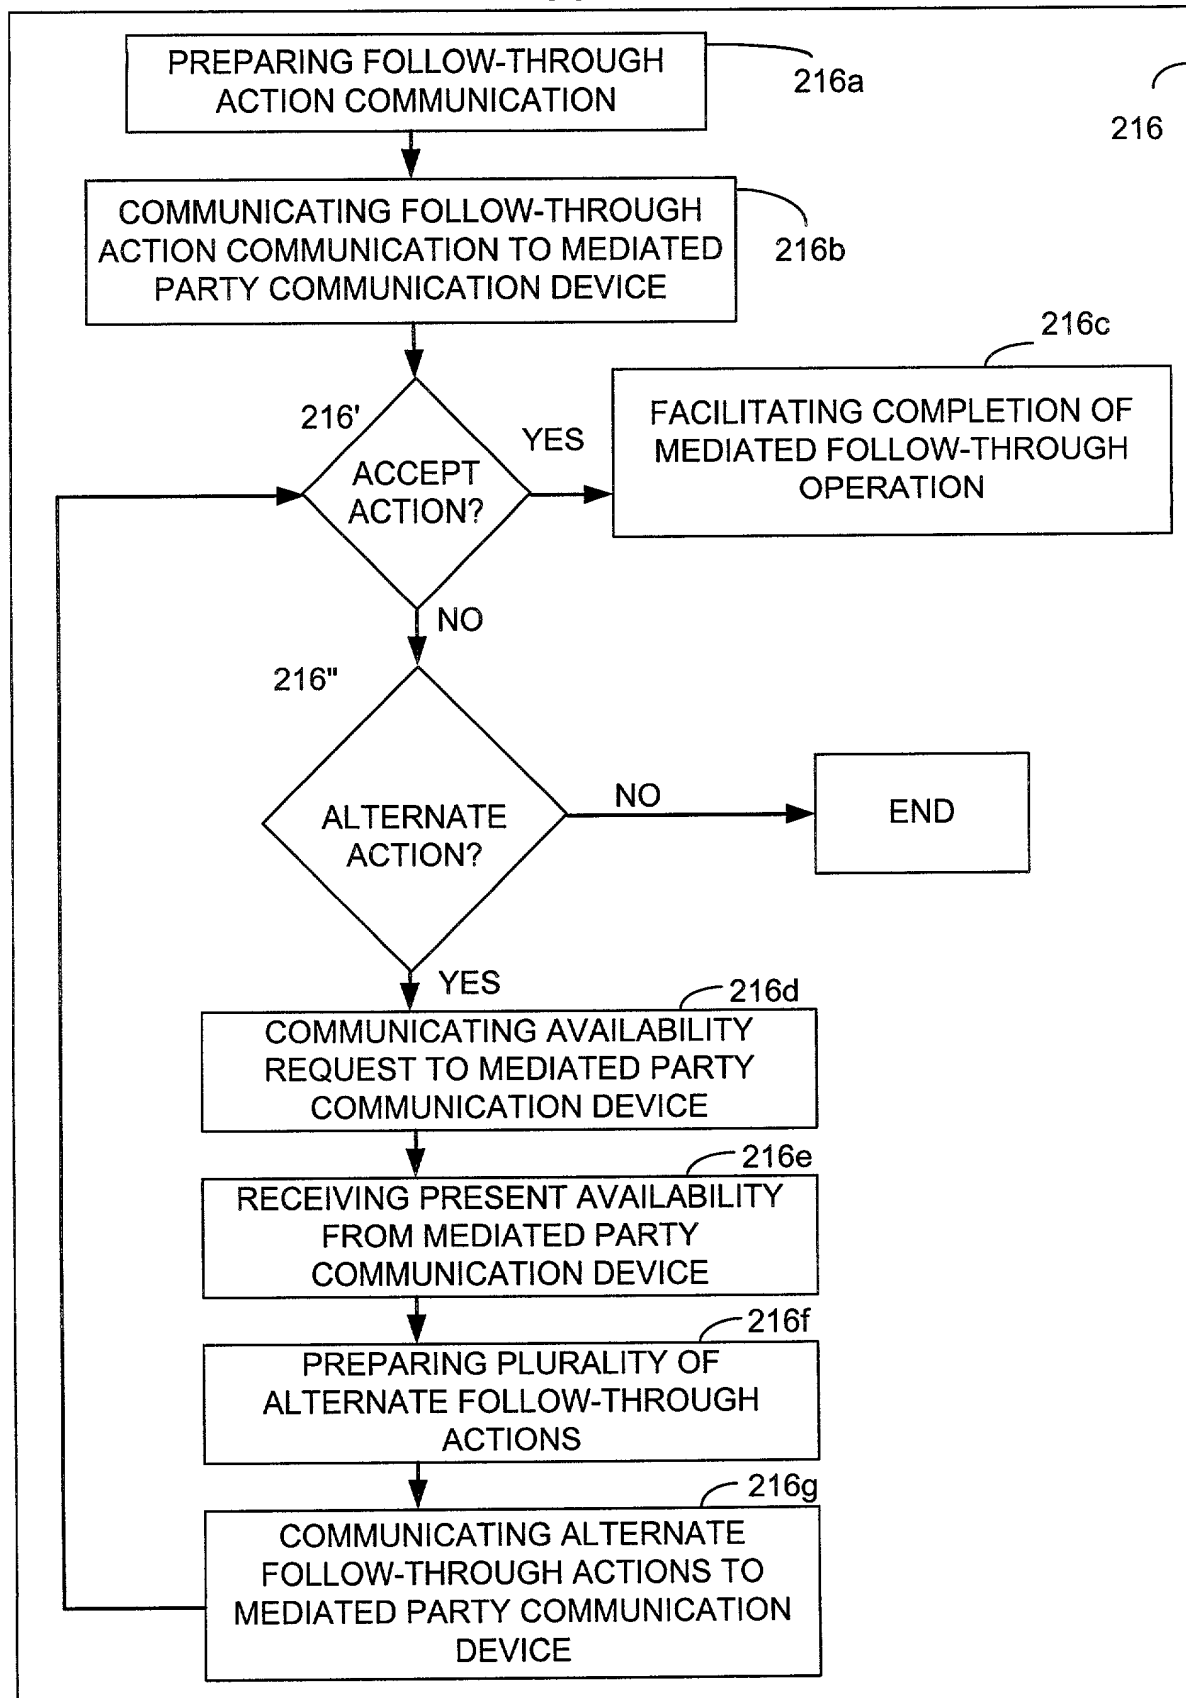 PREPARING FOLLOW-THROUGH
ACTION COMMUNICATION
216a
216
COMMUNICATING FOLLOW-THROUGH
ACTION COMMUNICATION TO MEDIATED
PARTY COMMUNICATION DEVICE
216b
216c
FACILITATING COMPLETION OF
MEDIATED FOLLOW-THROUGH
OPERATION
216'
YES
ACCEPT
ACTION?
NO
216"
ALTERNATE
ACTION?
NO
END
YES
216d
COMMUNICATING AVAILABILITY
REQUEST TO MEDIATED PARTY
COMMUNICATION DEVICE
216e
RECEIVING PRESENT AVAILABILITY
FROM MEDIATED PARTY
COMMUNICATION DEVICE
216f
PREPARING PLURALITY OF
ALTERNATE FOLLOW-THROUGH
ACTIONS
216g
COMMUNICATING ALTERNATE
FOLLOW-THROUGH ACTIONS TO
MEDIATED PARTY COMMUNICATION
DEVICE